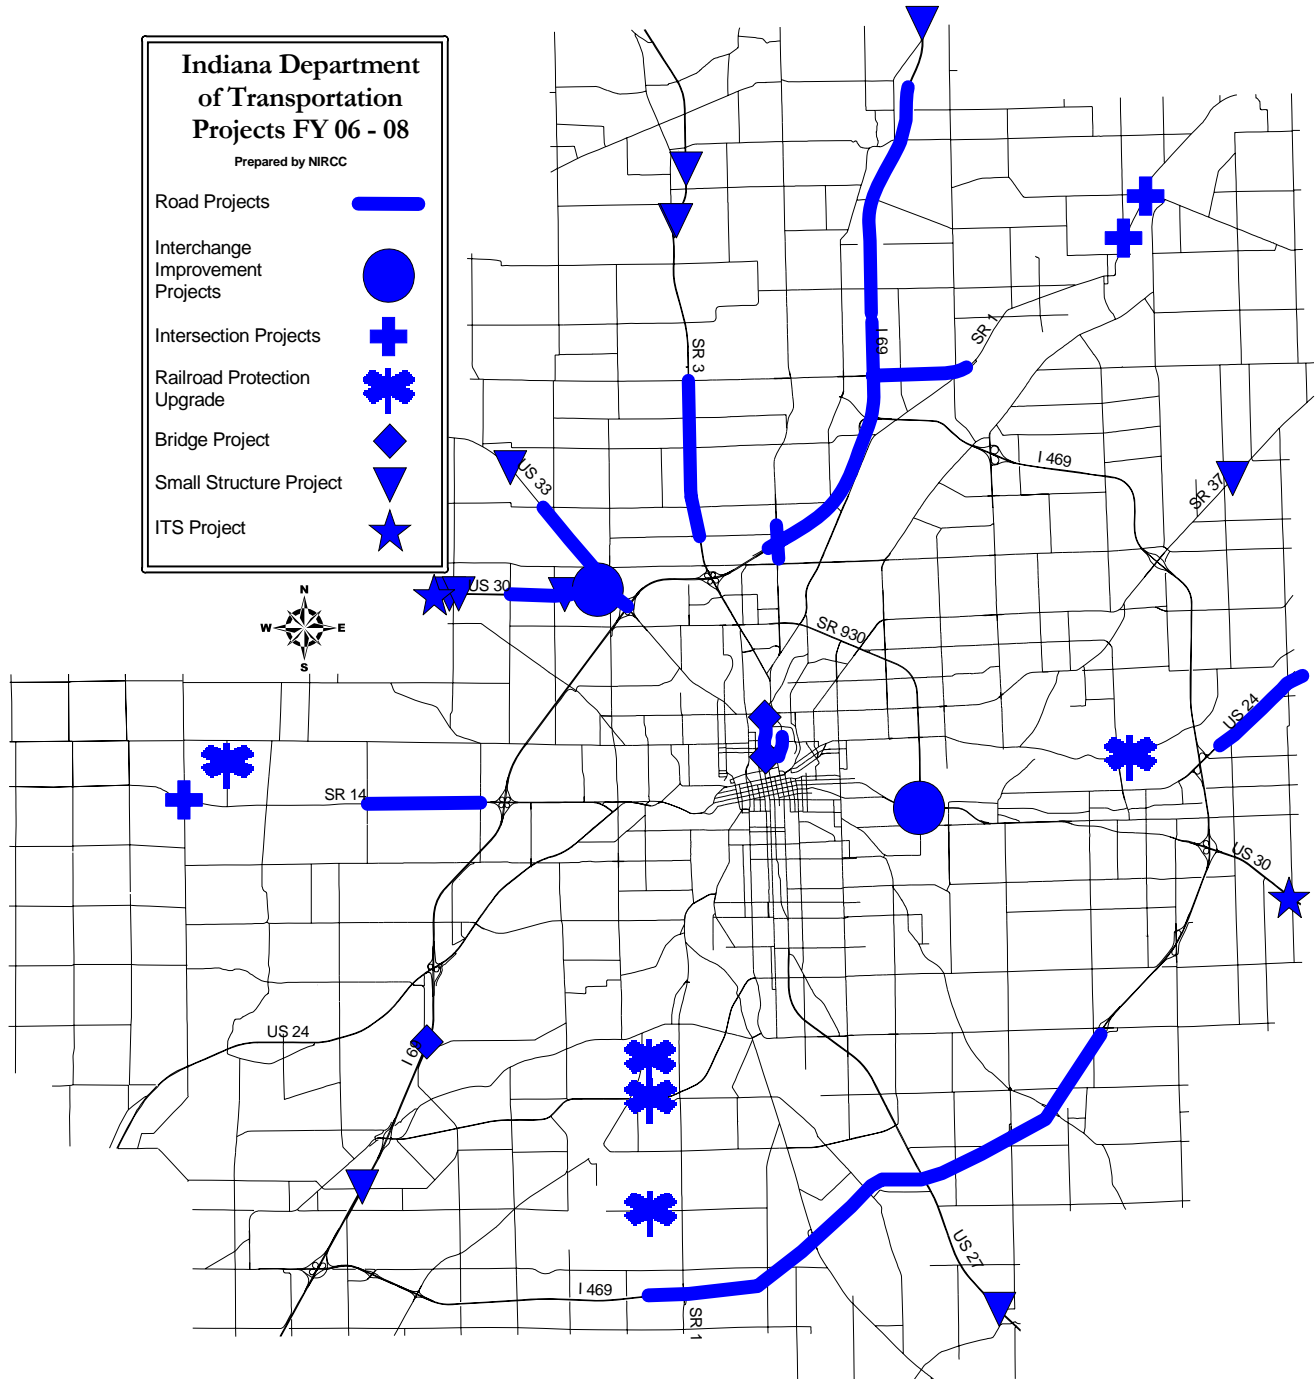 Indiana Department
of Transportation
Projects FY 06 - 08
Prepared by NIRCC
Road Projects
Interchange
Improvement
Projects
Intersection Projects
Railroad Protection
Upgrade
Bridge Project
Small Structure Project
ITS Project
N
W
E
S
SR 3
I 69
SR 1
I 469
SR 37
US 33
US 30
SR 930
US 24
SR 14
US 30
US 24
I 69
US 27
I 469
SR 1